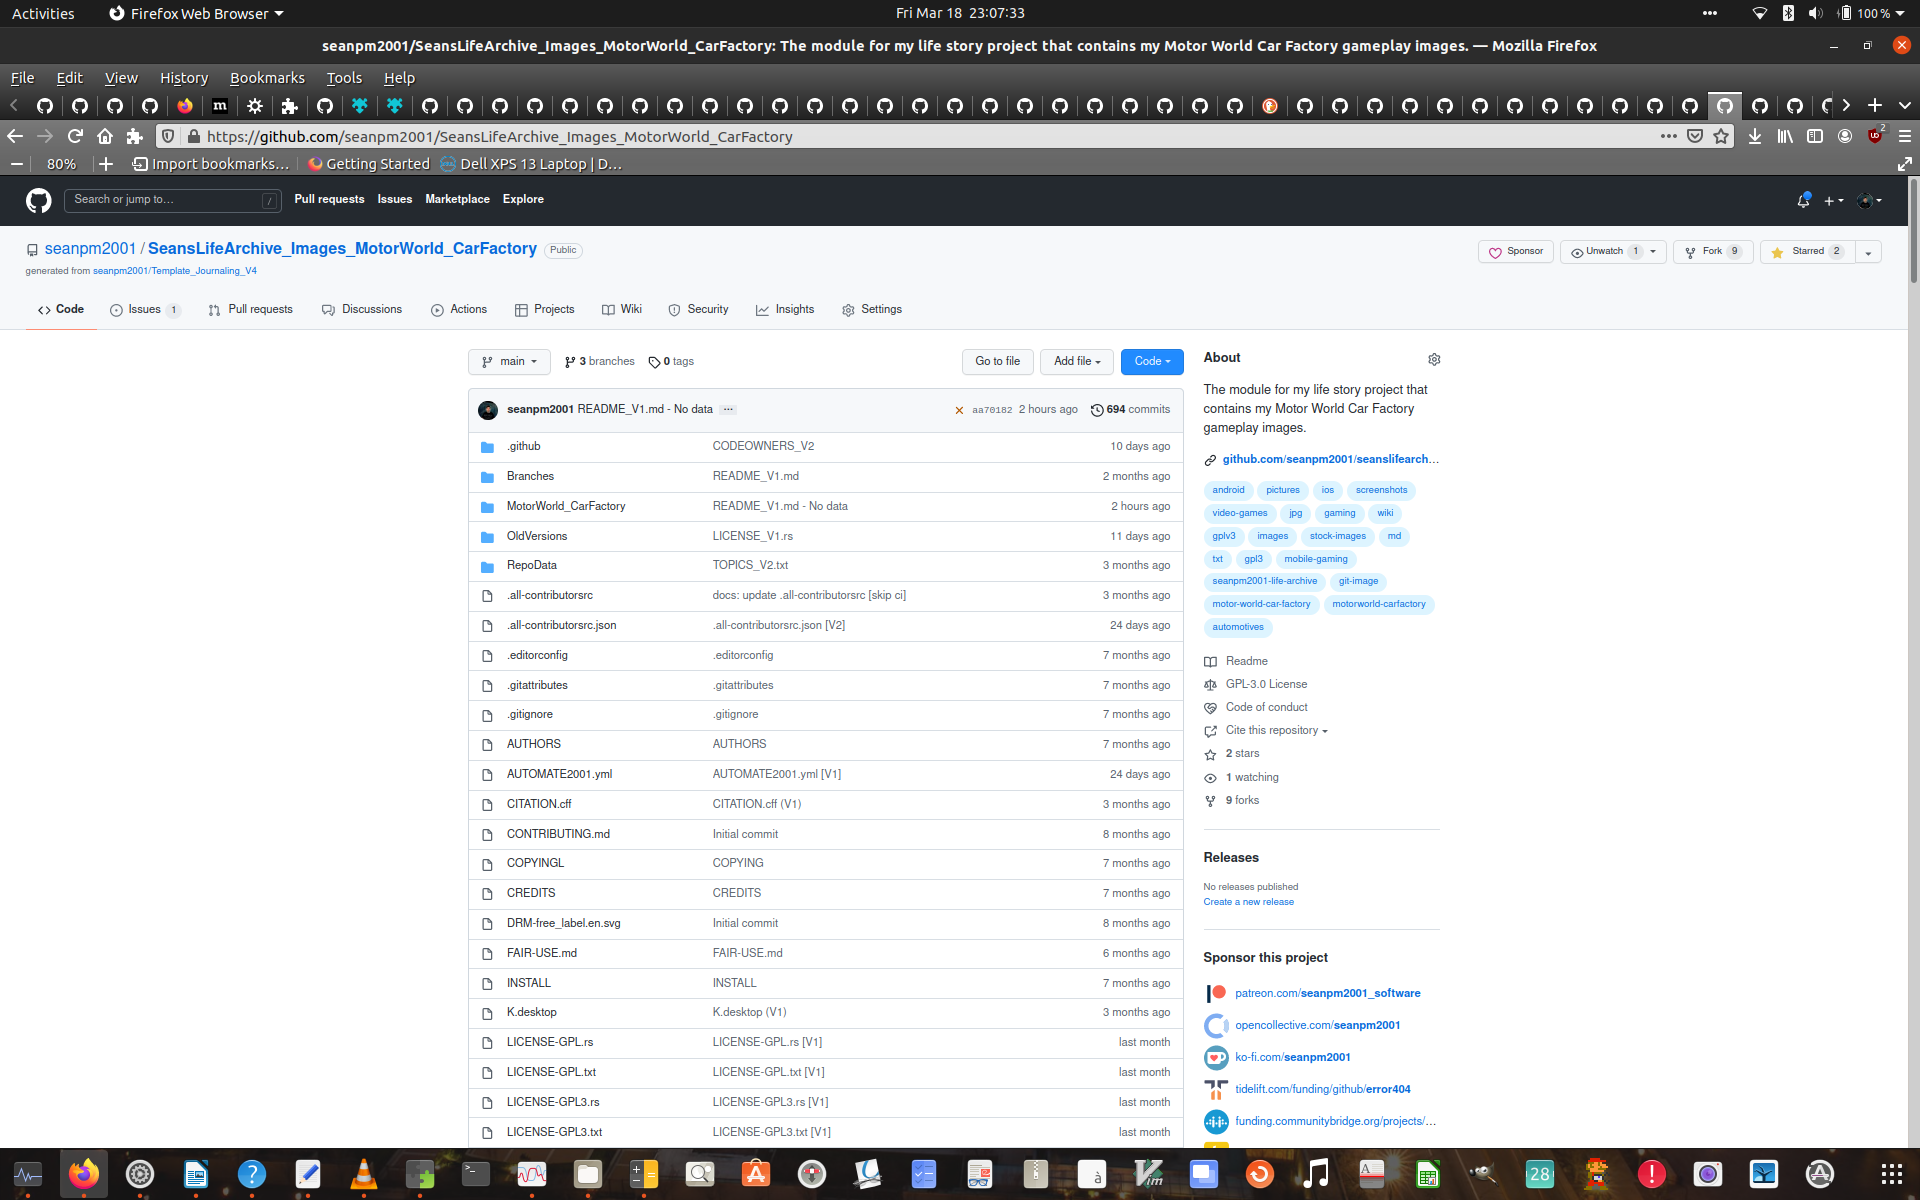 Activities Firefox Web Browser Fri Mar 18 23:07:33 100 %
seanpm2001/SeansLifeArchive_Images_MotorWorld_CarFactory: The module for my life story project that contains my Motor World Car Factory gameplay images. — Mozilla Firefox
File Edit View History Bookmarks Tools Help
https://github.com/seanpm2001/SeansLifeArchive_Images_MotorWorld_CarFactory 2
80% Import bookmarks... Getting Started Dell XPS 13 Laptop | D...
Search or jump to... / Pull requests Issues Marketplace Explore
seanpm2001 / SeansLifeArchive_Images_MotorWorld_CarFactory Public Sponsor Unwatch 1 Fork 9 Starred 2
generated from seanpm2001/Template_Journaling_V4
Code Issues 1 Pull requests Discussions Actions Projects Wiki Security Insights Settings
main 3 branches 0 tags Go to file Add file Code
seanpm2001 README_V1.md - No data ... aa70182 2 hours ago 694 commits
.github CODEOWNERS_V2 10 days ago
Branches README_V1.md 2 months ago
MotorWorld_CarFactory README_V1.md - No data 2 hours ago
OldVersions LICENSE_V1.rs 11 days ago
RepoData TOPICS_V2.txt 3 months ago
.all-contributorsrc docs: update .all-contributorsrc [skip ci] 3 months ago
.all-contributorsrc.json .all-contributorsrc.json [V2] 24 days ago
.editorconfig .editorconfig 7 months ago
.gitattributes .gitattributes 7 months ago
.gitignore .gitignore 7 months ago
AUTHORS AUTHORS 7 months ago
AUTOMATE2001.yml AUTOMATE2001.yml [V1] 24 days ago
CITATION.cff CITATION.cff (V1) 3 months ago
CONTRIBUTING.md Initial commit 8 months ago
COPYINGL COPYING 7 months ago
CREDITS CREDITS 7 months ago
DRM-free_label.en.svg Initial commit 8 months ago
FAIR-USE.md FAIR-USE.md 6 months ago
INSTALL INSTALL 7 months ago
K.desktop K.desktop (V1) 3 months ago
LICENSE-GPL.rs LICENSE-GPL.rs [V1] last month
LICENSE-GPL.txt LICENSE-GPL.txt [V1] last month
LICENSE-GPL3.rs LICENSE-GPL3.rs [V1] last month
LICENSE-GPL3.txt LICENSE-GPL3.txt [V1] last month
About
The module for my life story project that
contains my Motor World Car Factory
gameplay images.
github.com/seanpm2001/seanslifearch...
android pictures ios screenshots
video-games jpg gaming wiki
gplv3 images stock-images md
txt gpl3 mobile-gaming
seanpm2001-life-archive git-image
motor-world-car-factory motorworld-carfactory
automotives
Readme
GPL-3.0 License
Code of conduct
Cite this repository
2 stars
1 watching
9 forks
Releases
No releases published
Create a new release
Sponsor this project
patreon.com/seanpm2001_software
opencollective.com/seanpm2001
ko-fi.com/seanpm2001
tidelift.com/funding/github/error404
funding.communitybridge.org/projects/...
28